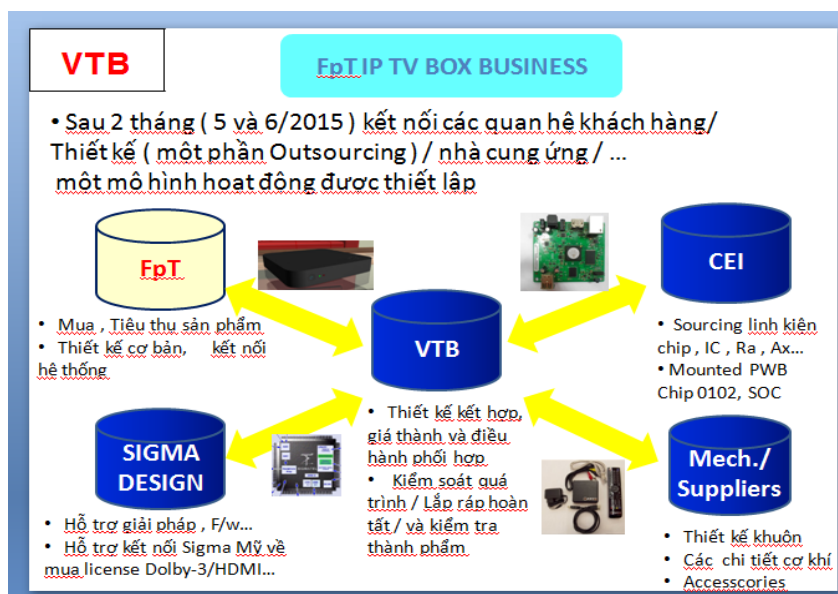 VTB
FpT IP TV BOX BUSINESS
• Sau 2 tháng ( 5 và 6/2015 ) kết nối các quan hê khách hàng/
Thiết kế ( một phần Outsourcing ) / nhà cung ứng / ...
một mô hình hoat đông được thiết lâp
FpT
CEI
VTB
• Mua , Tiêu thụ sản phẩm
• Thiết kế cơ bản, kết nối
hệ thống
• Sourcing linh kiện
chip , IC , Ra , Ax...
• Mounted PWB
Chip 0102, SOC
SIGMA
DESIGN
• Thiết kế kết hợp,
giá thành và điều
hành phối hợp
• Kiểm soát quá
trình / Lắp ráp hoàn
tất / và kiểm tra
thành phẩm
Mech./
Suppliers
• Hỗ trợ giải pháp , F/w...
• Hỗ trợ kết nối Sigma Mỹ về
mua license Dolby-3/HDMI...
• Thiết kế khuôn
• Các chi tiết cơ khí
• Accesscories